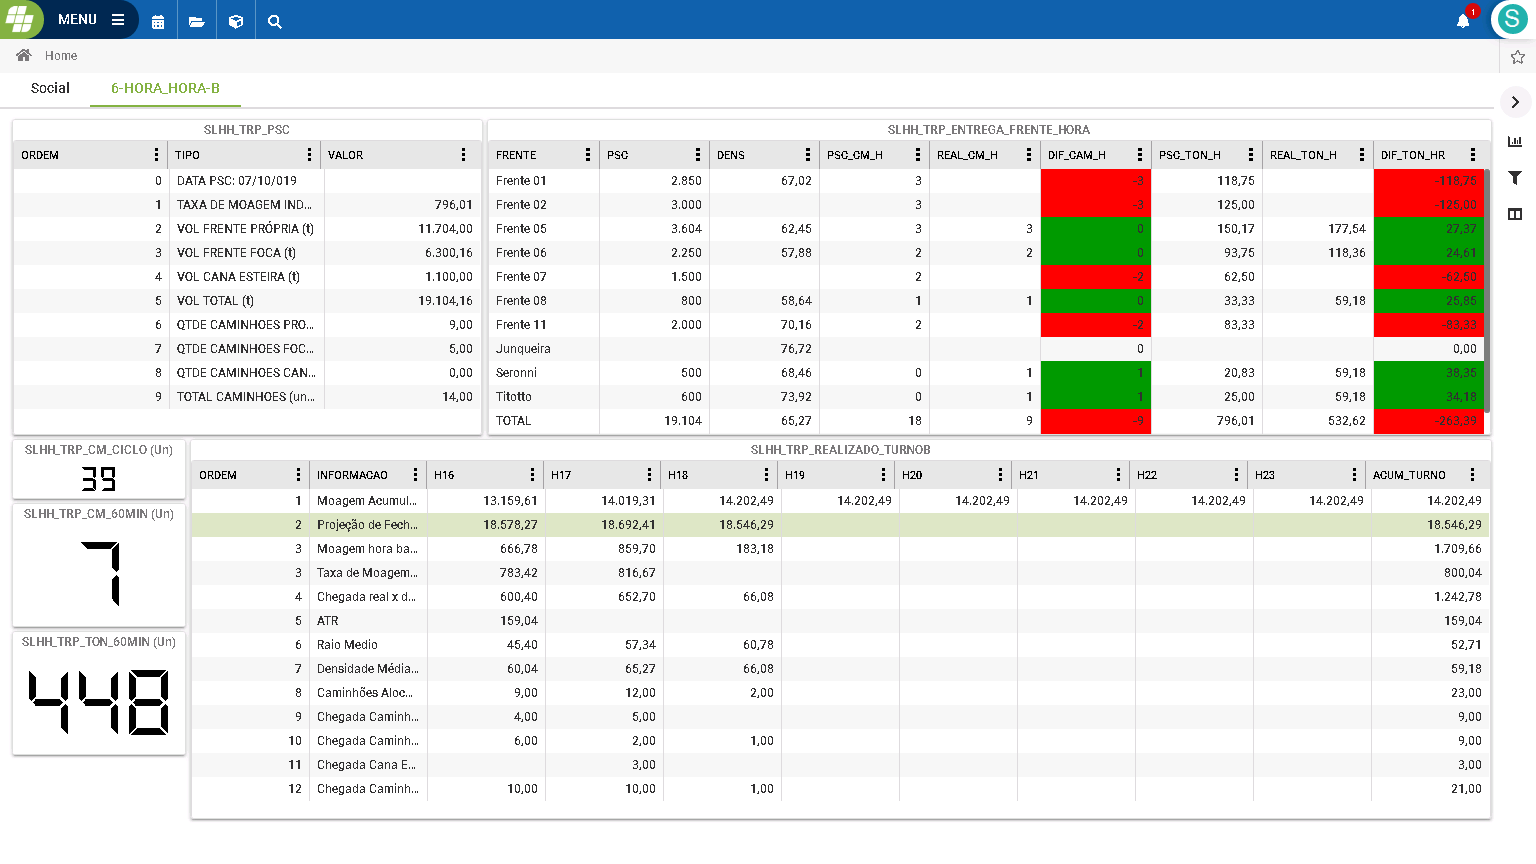 MENU
1
S
Home
Social 6-HORA_HORA-B
SLHH_TRP_PSC
ORDEM TIPO VALOR
0 DATA PSC: 07/10/019
1 TAXA DE MOAGEM IND... 796,01
2 VOL FRENTE PRÓPRIA (t) 11.704,00
3 VOL FRENTE FOCA (t) 6.300,16
4 VOL CANA ESTEIRA (t) 1.100,00
5 VOL TOTAL (t) 19.104,16
6 QTDE CAMINHOES PRO... 9,00
7 QTDE CAMINHOES FOC... 5,00
8 QTDE CAMINHOES CAN... 0,00
9 TOTAL CAMINHOES (un... 14,00
SLHH_TRP_ENTREGA_FRENTE_HORA
FRENTE PSC DENS PSC_CM_H REAL_CM_H DIF_CAM_H PSC_TON_H REAL_TON_H DIF_TON_HR
Frente 01 2.850 67,02 3 -3 118,75 -118,75
Frente 02 3.000 3 -3 125,00 -125,00
Frente 05 3.604 62,45 3 3 0 150,17 177,54 27,37
Frente 06 2.250 57,88 2 2 0 93,75 118,36 24,61
Frente 07 1.500 2 -2 62,50 -62,50
Frente 08 800 58,64 1 1 0 33,33 59,18 25,85
Frente 11 2.000 70,16 2 -2 83,33 -83,33
Junqueira 76,72 0 0,00
Seronni 500 68,46 0 1 1 20,83 59,18 38,35
Titotto 600 73,92 0 1 1 25,00 59,18 34,18
TOTAL 19.104 65,27 18 9 -9 796,01 532,62 -263,39
SLHH_TRP_CM_CICLO (Un)
39
SLHH_TRP_CM_60MIN (Un)
7
SLHH_TRP_TON_60MIN (Un)
448
SLHH_TRP_REALIZADO_TURNOB
ORDEM INFORMACAO H16 H17 H18 H19 H20 H21 H22 H23 ACUM_TURNO
1 Moagem Acumul... 13.159,61 14.019,31 14.202,49 14.202,49 14.202,49 14.202,49 14.202,49 14.202,49 14.202,49
2 Projeção de Fech... 18.578,27 18.692,41 18.546,29 18.546,29
3 Moagem hora ba... 666,78 859,70 183,18 1.709,66
3 Taxa de Moagem... 783,42 816,67 800,04
4 Chegada real x d... 600,40 652,70 66,08 1.242,78
5 ATR 159,04 159,04
6 Raio Medio 45,40 57,34 60,78 52,71
7 Densidade Média... 60,04 65,27 66,08 59,18
8 Caminhões Aloc... 9,00 12,00 2,00 23,00
9 Chegada Caminh... 4,00 5,00 9,00
10 Chegada Caminh... 6,00 2,00 1,00 9,00
11 Chegada Cana E... 3,00 3,00
12 Chegada Caminh... 10,00 10,00 1,00 21,00